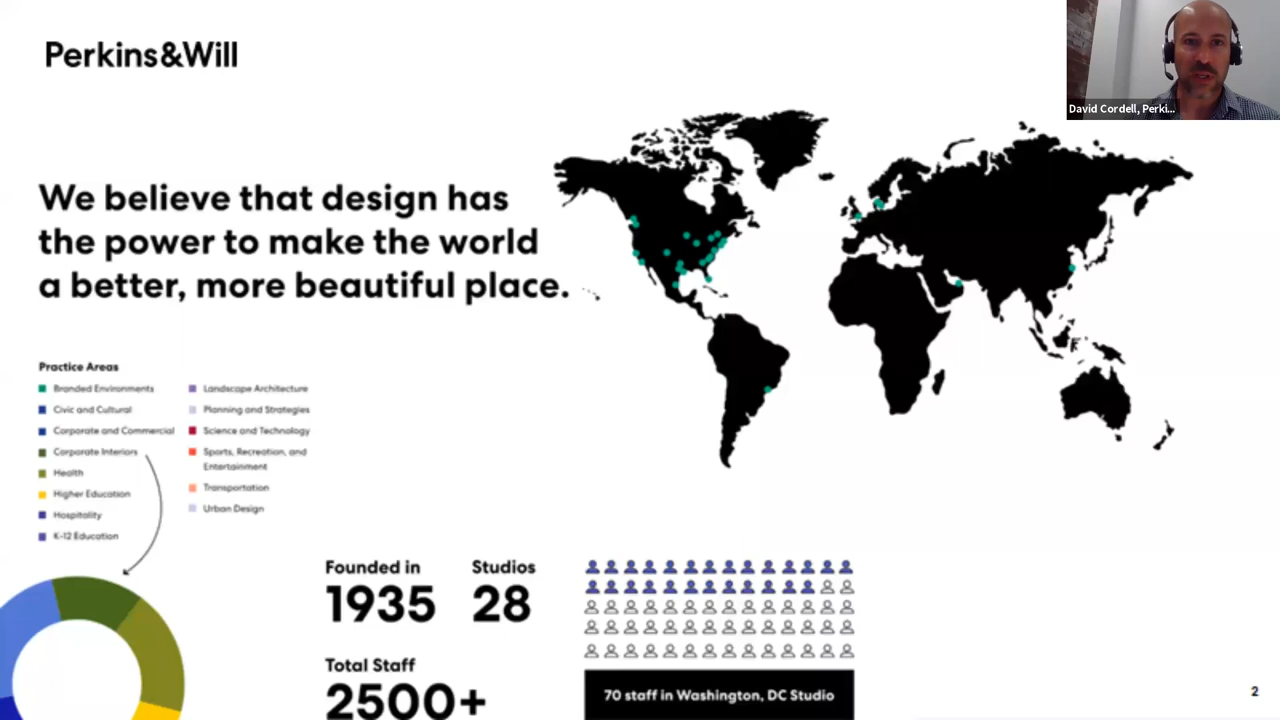 Perkins&Will
David Cordell, Perki...
We believe that design has
the power to make the world
a better, more beautiful place.
Practice Areas
Branded Environments
Civic and Cultural
Corporate and Commercial
Corporate Interiors
Health
Higher Education
Hospitality
K-12 Education
Landscape Architecture
Planning and Strategies
Science and Technology
Sports, Recreation, and
Entertainment
Transportation
Urban Design
Founded in
1935
Studios
28
Total Staff
2500+
70 staff in Washington, DC Studio
2